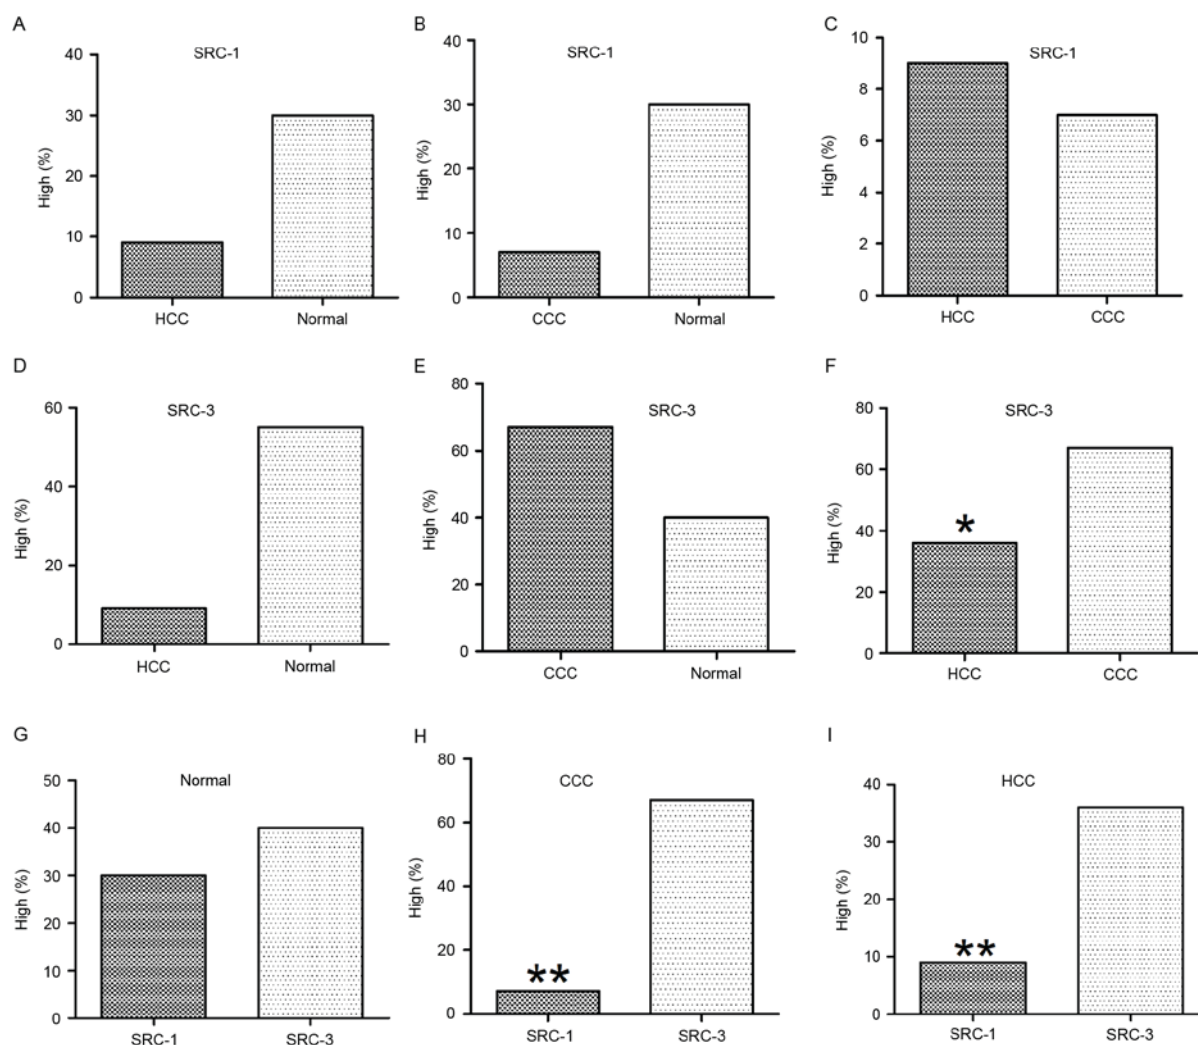 A
SRC-1
High (%)
40
30
20
10
0
HCC Normal
B
SRC-1
High (%)
40
30
20
10
0
CCC Normal
C
SRC-1
High (%)
10
8
6
4
2
0
HCC CCC
D
SRC-3
High (%)
60
40
20
0
HCC Normal
E
SRC-3
High (%)
80
60
40
20
0
CCC Normal
F
SRC-3
High (%)
80
60
40
20
0
*
HCC CCC
G
Normal
High (%)
50
40
30
20
10
0
SRC-1 SRC-3
H
CCC
High (%)
80
60
40
20
0
**
SRC-1 SRC-3
I
HCC
High (%)
40
30
20
10
0
**
SRC-1 SRC-3